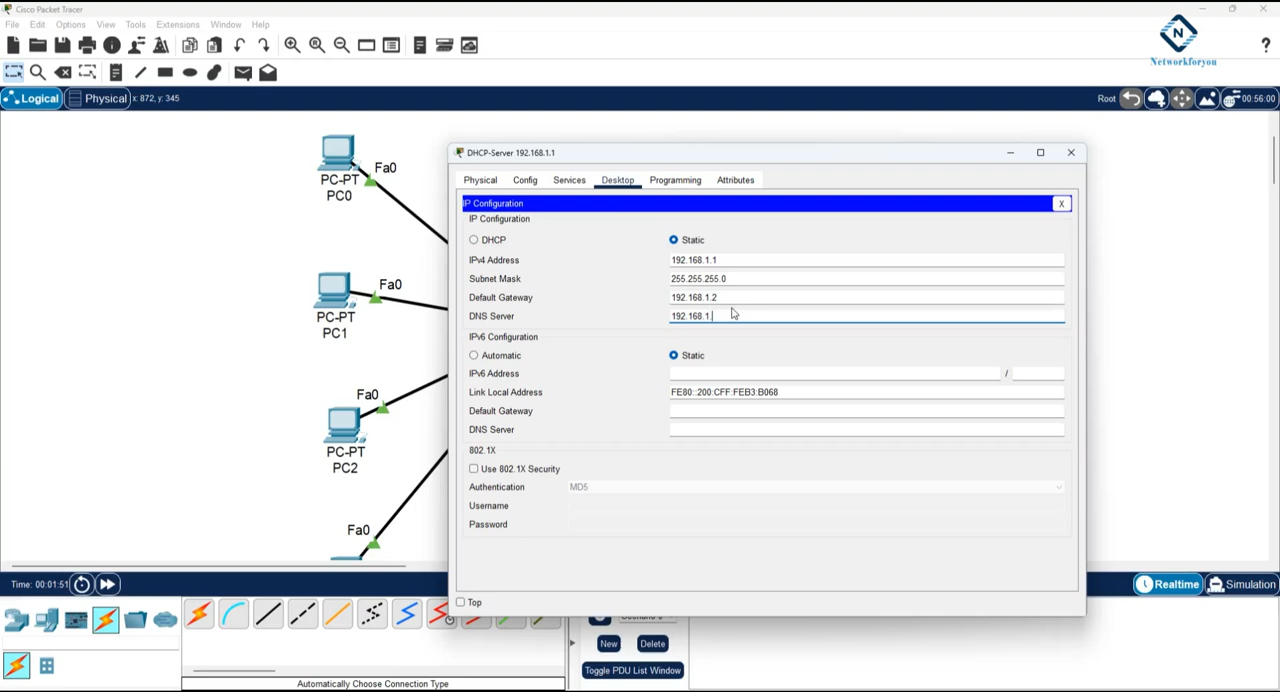 Cisco Packet Tracer
File Edit Options View Tools Extensions Window Help
N
Networkforyou
?
Logical Physical x: 872, y: 345 Root 00:56:00
Fa0
PC-PT
PC0
Fa0
PC-PT
PC1
Fa0
PC-PT
PC2
Fa0
DHCP-Server 192.168.1.1
Physical Config Services Desktop Programming Attributes
IP Configuration X
IP Configuration
DHCP Static
IPv4 Address 192.168.1.1
Subnet Mask 255.255.255.0
Default Gateway 192.168.1.2
DNS Server 192.168.1.
IPv6 Configuration
Automatic Static
IPv6 Address /
Link Local Address FE80::200:CFF:FEB3:B068
Default Gateway
DNS Server
802.1X
Use 802.1X Security
Authentication MD5
Username
Password
Top
Time: 00:01:51 Realtime Simulation
New Delete
Toggle PDU List Window
Automatically Choose Connection Type